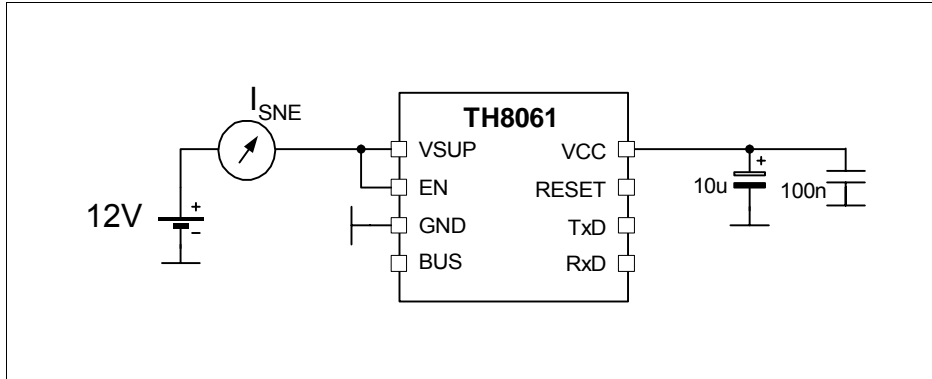 I_SNE
TH8061
VSUP
VCC
EN
RESET
GND
TxD
BUS
RxD
12V
+
−
+
10u
100n